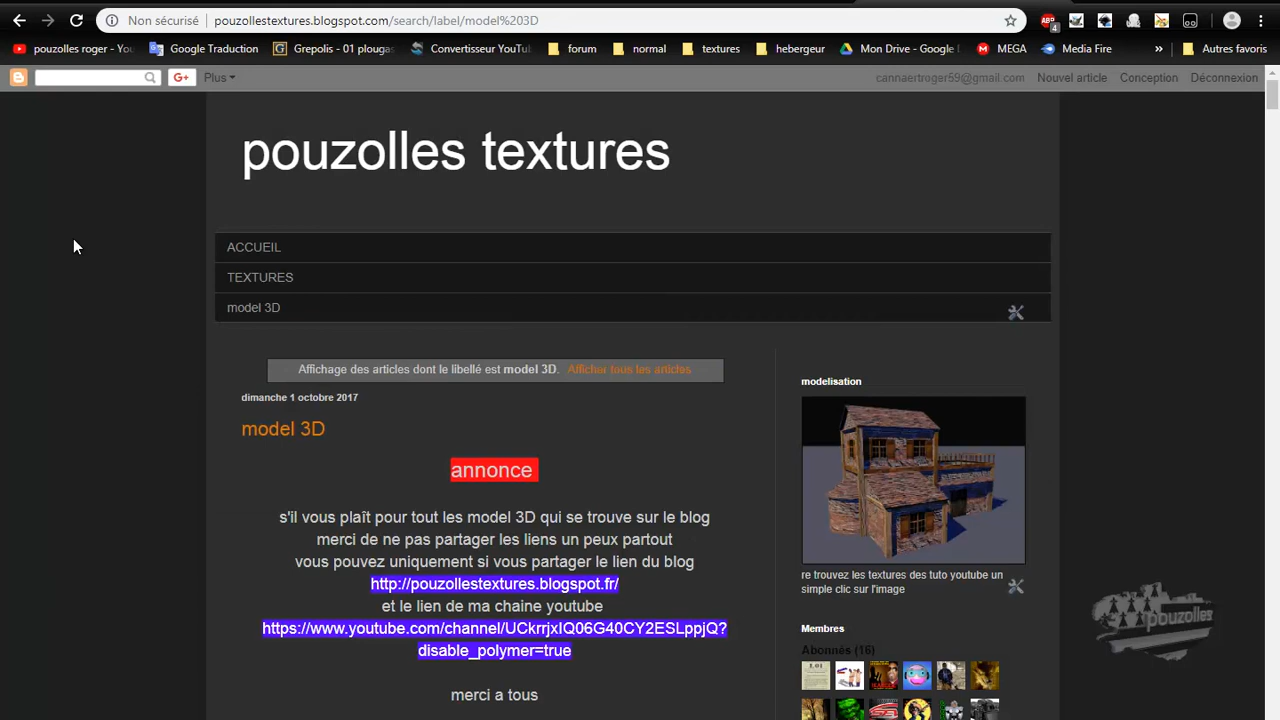 Non sécurisé pouzollestextures.blogspot.com/search/label/model%203D
4
pouzolles roger - You
Google Traduction
Grepolis - 01 plougas
Convertisseur YouTu
forum
normal
textures
hebergeur
Mon Drive - Google
MEGA
Media Fire
»
Autres favoris
G+ Plus
cannaertroger59@gmail.com Nouvel article Conception Déconnexion
pouzolles textures
ACCUEIL
TEXTURES
model 3D
Affichage des articles dont le libellé est model 3D. Afficher tous les articles
dimanche 1 octobre 2017
model 3D
annonce
s'il vous plaît pour tout les model 3D qui se trouve sur le blog
merci de ne pas partager les liens un peux partout
vous pouvez uniquement si vous partager le lien du blog
http://pouzollestextures.blogspot.fr/
et le lien de ma chaine youtube
https://www.youtube.com/channel/UCkrrjxIQ06G40CY2ESLppjQ?
disable_polymer=true
merci a tous
modelisation
re trouvez les textures des tuto youtube un
simple clic sur l'image
Membres
Abonnés (16)
pouzolles